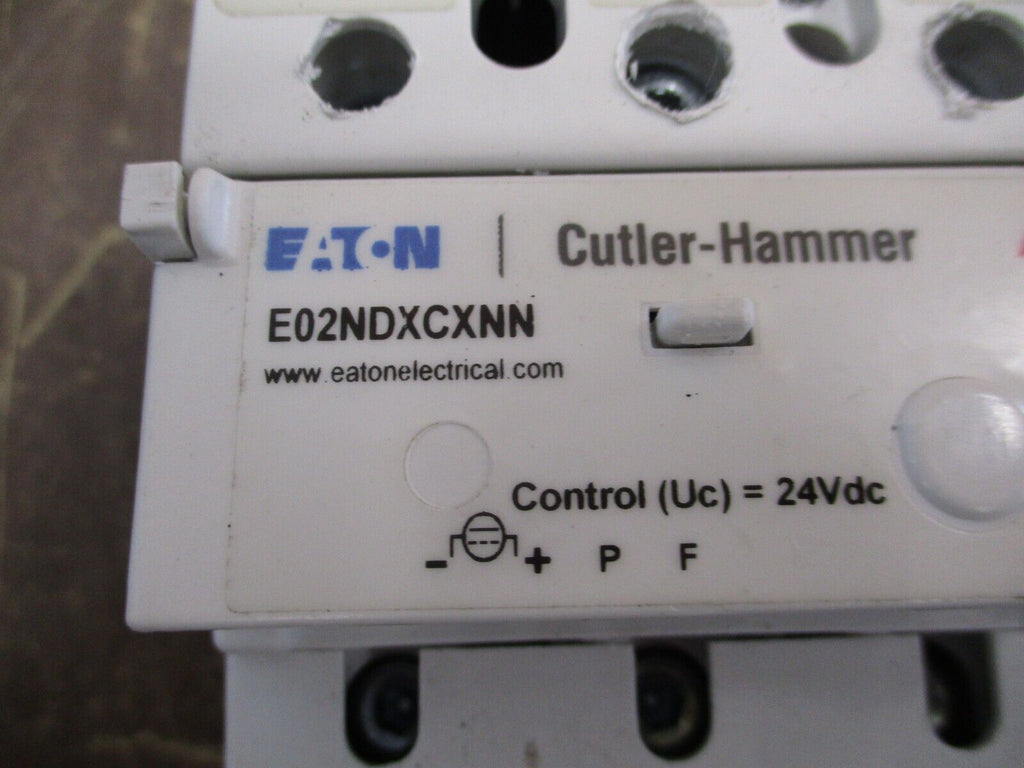 EATON | Cutler-Hammer
E02NDXCXNN
www.eatonelectrical.com
Control (Uc) = 24Vdc
- + P F